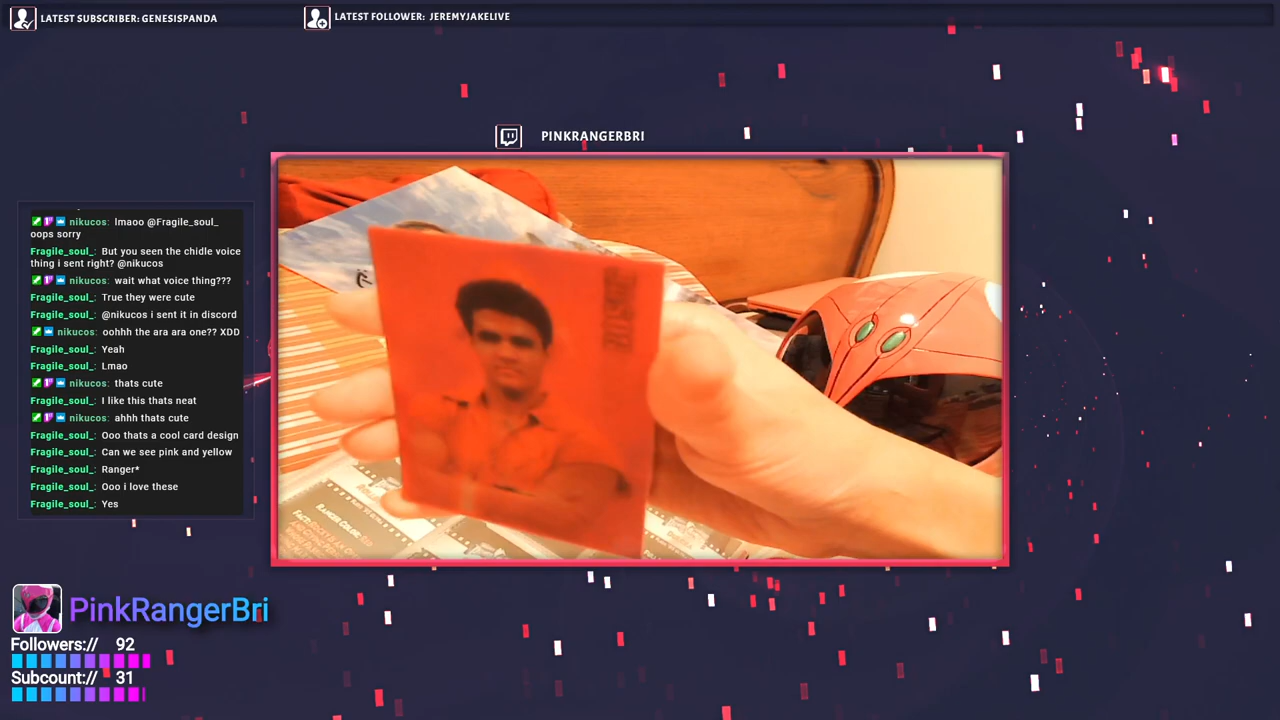 LATEST SUBSCRIBER: GENESISPANDA
LATEST FOLLOWER: JEREMYJAKELIVE
PINKRANGERBRI
nikucos: lmaoo @Fragile_soul_
oops sorry
Fragile_soul_: But you seen the chidle voice
thing i sent right? @nikucos
nikucos: wait what voice thing???
Fragile_soul_: True they were cute
Fragile_soul_: @nikucos i sent it in discord
nikucos: oohhh the ara ara one?? XDD
Fragile_soul_: Yeah
Fragile_soul_: Lmao
nikucos: thats cute
Fragile_soul_: I like this thats neat
nikucos: ahhh thats cute
Fragile_soul_: Ooo thats a cool card design
Fragile_soul_: Can we see pink and yellow
Fragile_soul_: Ranger*
Fragile_soul_: Ooo i love these
Fragile_soul_: Yes
RANGER COLOR:
PinkRangerBri
Followers:// 92
Subcount:// 31